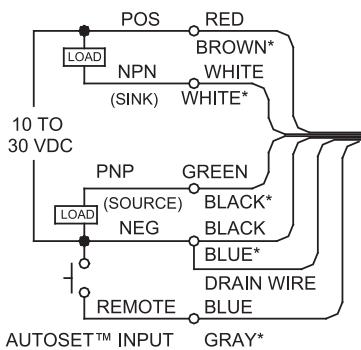 POS RED
LOAD BROWN*
NPN WHITE
(SINK) WHITE*
10 TO
30 VDC
PNP GREEN
LOAD (SOURCE) BLACK*
NEG BLACK
BLUE*
DRAIN WIRE
REMOTE BLUE
AUTOSET™ INPUT GRAY*